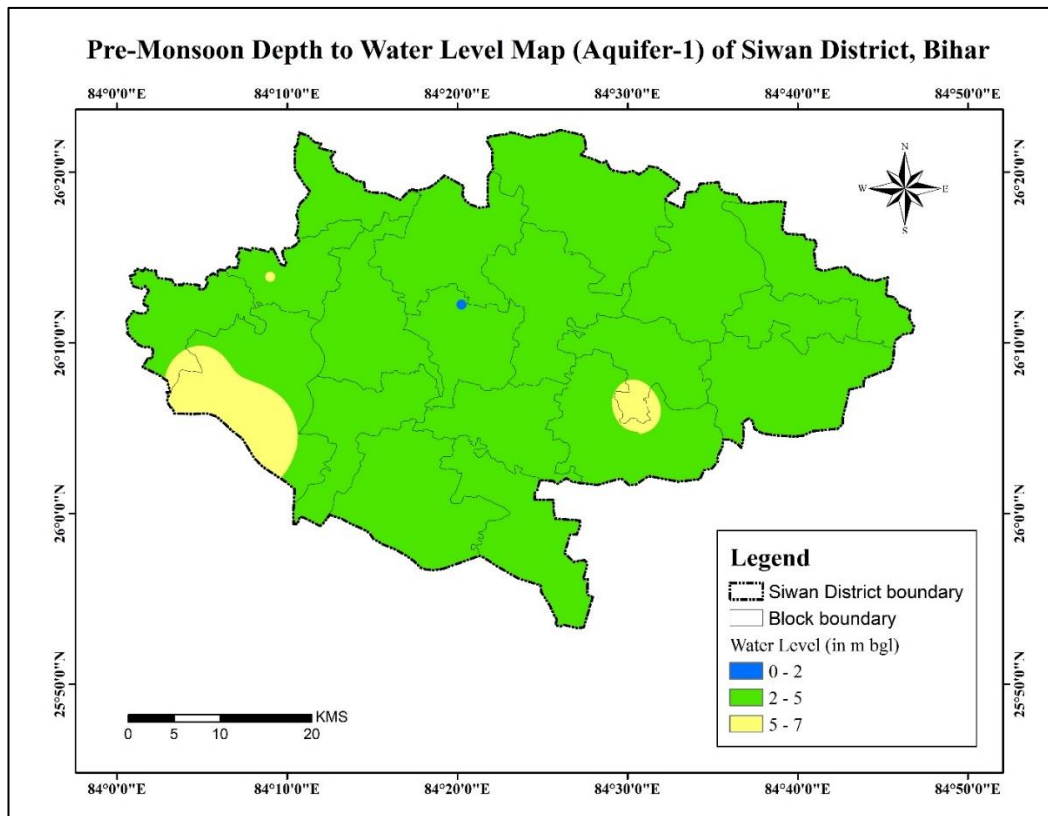 Pre-Monsoon Depth to Water Level Map (Aquifer-1) of Siwan District, Bihar
84°0'0"E 84°10'0"E 84°20'0"E 84°30'0"E 84°40'0"E 84°50'0"E
26°20'0"N 26°20'0"N
N
W E
S
26°10'0"N 26°10'0"N
26°0'0"N 26°0'0"N
Legend
Siwan District boundary
Block boundary
Water Level (in m bgl)
0 - 2
2 - 5
5 - 7
25°50'0"N 25°50'0"N
KMS
0 5 10 20
84°0'0"E 84°10'0"E 84°20'0"E 84°30'0"E 84°40'0"E 84°50'0"E